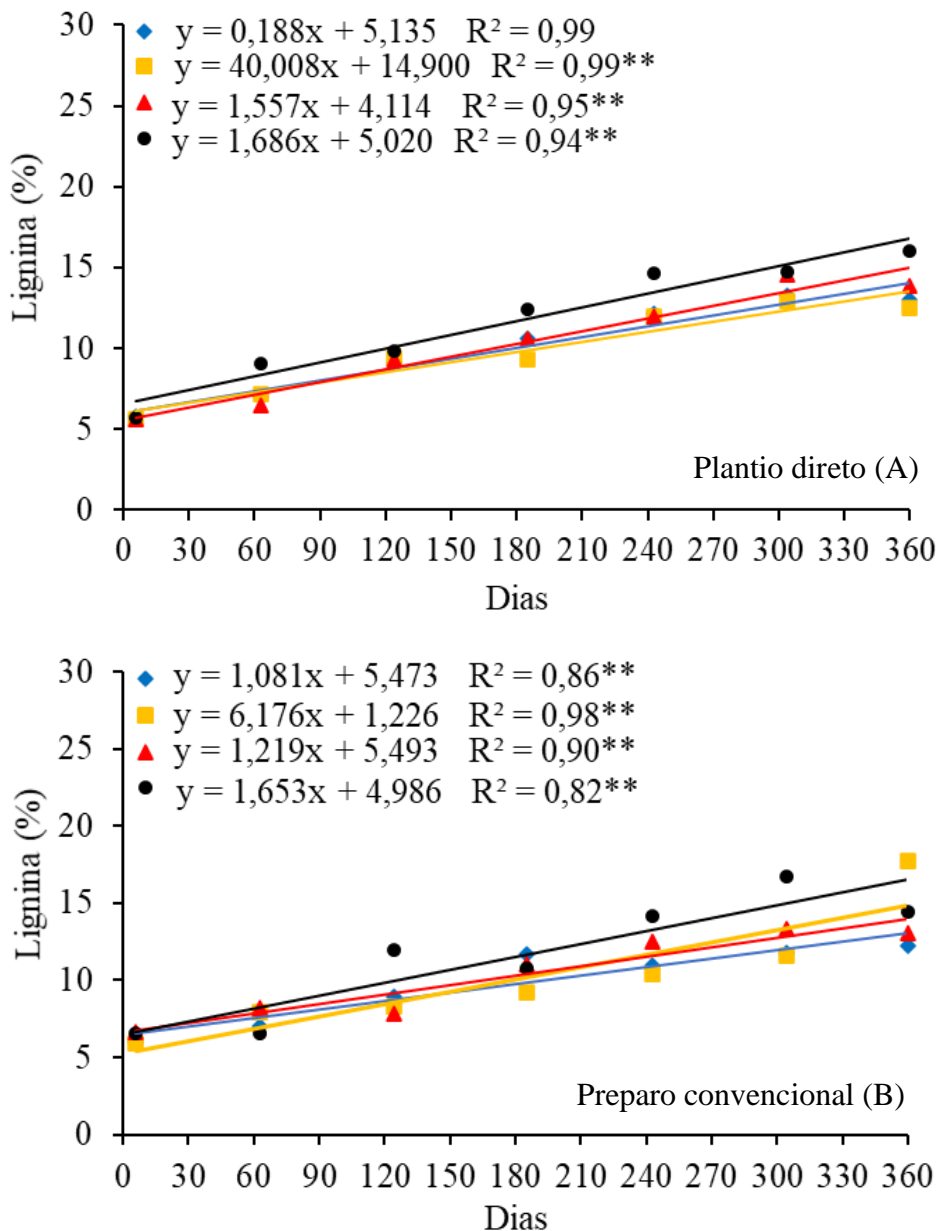 30
y = 0,188x + 5,135 R² = 0,99
y = 40,008x + 14,900 R² = 0,99**
25
y = 1,557x + 4,114 R² = 0,95**
y = 1,686x + 5,020 R² = 0,94**
20
Lignina (%)
15
10
5
Plantio direto (A)
0
0 30 60 90 120 150 180 210 240 270 300 330 360
Dias
30
y = 1,081x + 5,473 R² = 0,86**
y = 6,176x + 1,226 R² = 0,98**
25
y = 1,219x + 5,493 R² = 0,90**
y = 1,653x + 4,986 R² = 0,82**
20
Lignina (%)
15
10
5
Preparo convencional (B)
0
0 30 60 90 120 150 180 210 240 270 300 330 360
Dias